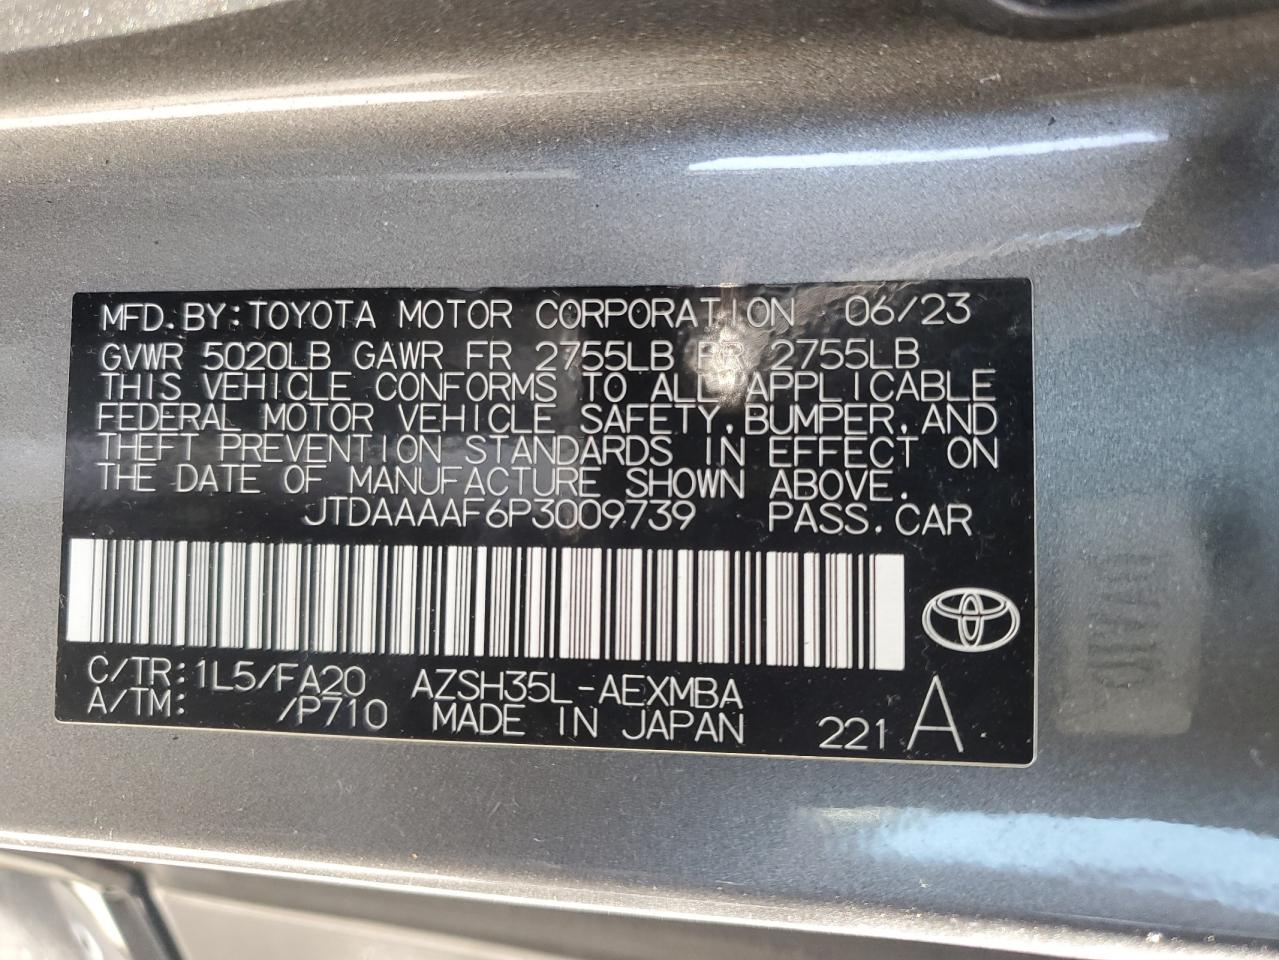 MFD.BY:TOYOTA MOTOR CORPORATION 06/23
GVWR 5020LB GAWR FR 2755LB RR 2755LB
THIS VEHICLE CONFORMS TO ALL APPLICABLE
FEDERAL MOTOR VEHICLE SAFETY,BUMPER,AND
THEFT PREVENTION STANDARDS IN EFFECT ON
THE DATE OF MANUFACTURE SHOWN ABOVE.
JTDAAAAF6P3009739 PASS.CAR
C/TR:1L5/FA20 AZSH35L-AEXMBA
A/TM: /P710 MADE IN JAPAN 221 A